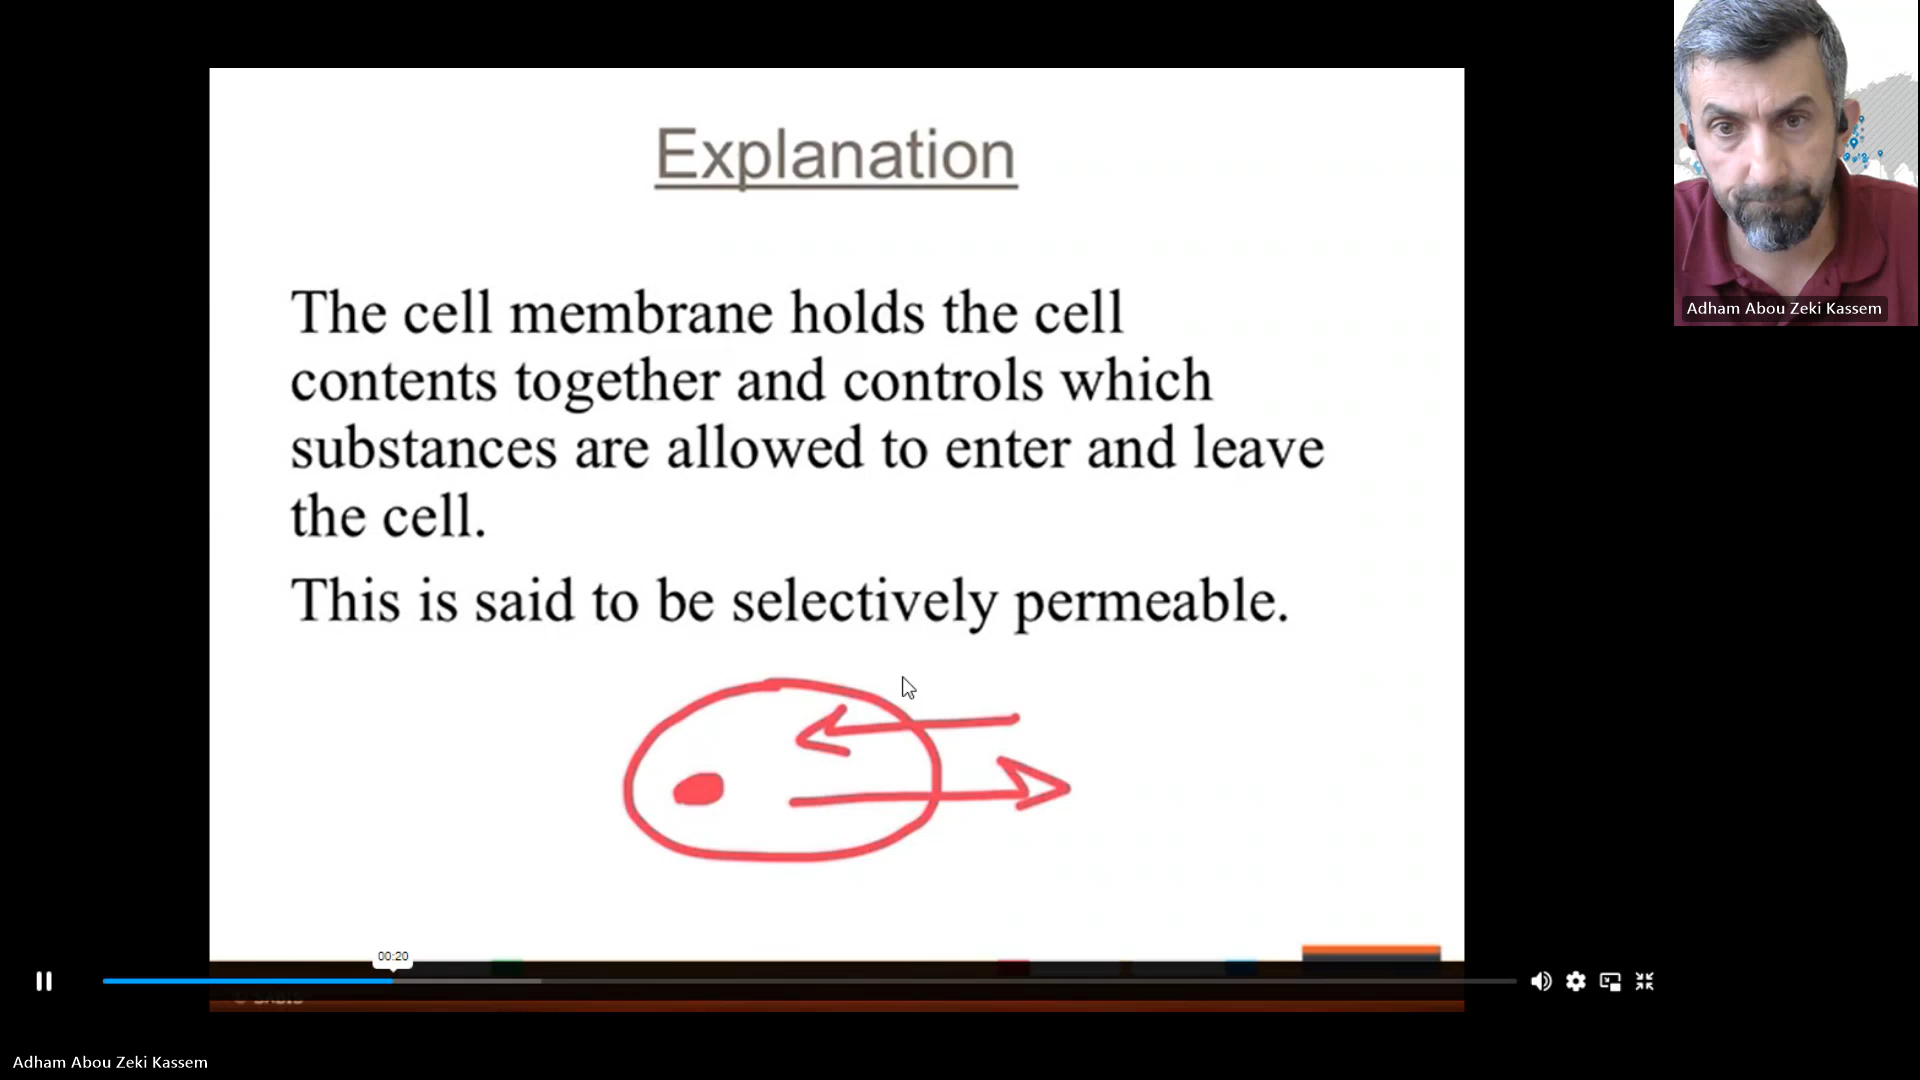 Explanation
The cell membrane holds the cell
contents together and controls which
substances are allowed to enter and leave
the cell.
This is said to be selectively permeable.
Adham Abou Zeki Kassem
00:20
Adham Abou Zeki Kassem